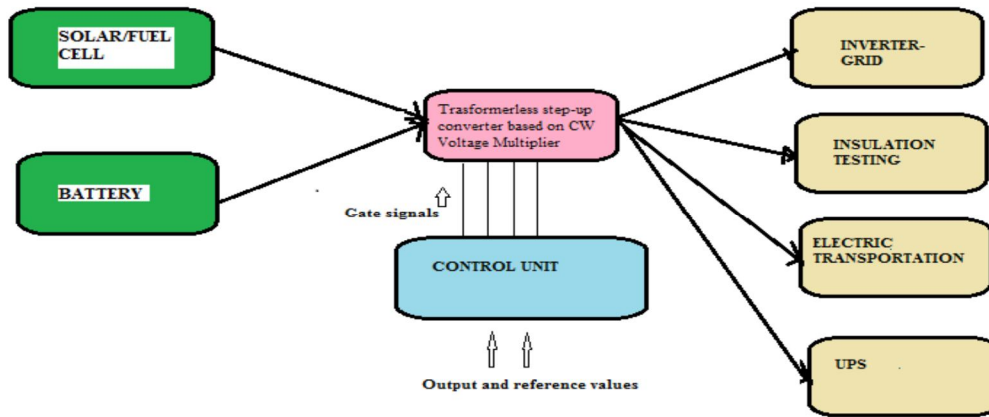 SOLAR/FUEL
CELL
BATTERY
Trasformerless step-up
converter based on CW
Voltage Multiplier
Gate signals
CONTROL UNIT
Output and reference values
INVERTER-
GRID
INSULATION
TESTING
ELECTRIC
TRANSPORTATION
UPS